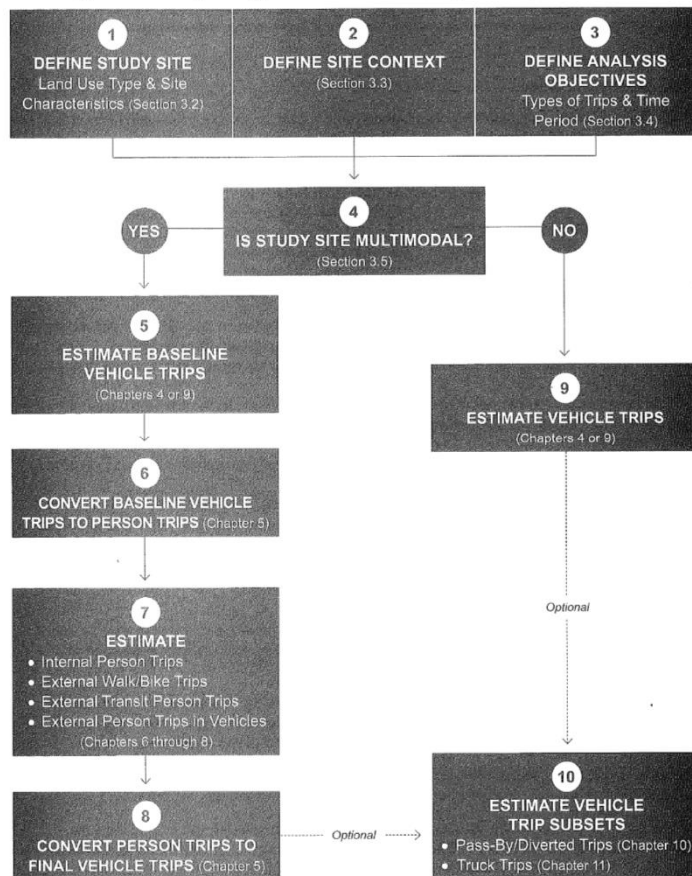 1
DEFINE STUDY SITE
Land Use Type & Site
Characteristics (Section 3.2)
2
DEFINE SITE CONTEXT
(Section 3.3)
3
DEFINE ANALYSIS
OBJECTIVES
Types of Trips & Time
Period (Section 3.4)
4
IS STUDY SITE MULTIMODAL?
(Section 3.5)
YES
NO
5
ESTIMATE BASELINE
VEHICLE TRIPS
(Chapters 4 or 9)
6
CONVERT BASELINE VEHICLE
TRIPS TO PERSON TRIPS (Chapter 5)
7
ESTIMATE
• Internal Person Trips
• External Walk/Bike Trips
• External Transit Person Trips
• External Person Trips in Vehicles
(Chapters 6 through 8)
8
CONVERT PERSON TRIPS TO
FINAL VEHICLE TRIPS (Chapter 5)
Optional
9
ESTIMATE VEHICLE TRIPS
(Chapters 4 or 9)
Optional
10
ESTIMATE VEHICLE
TRIP SUBSETS
• Pass-By/Diverted Trips (Chapter 10)
• Truck Trips (Chapter 11)